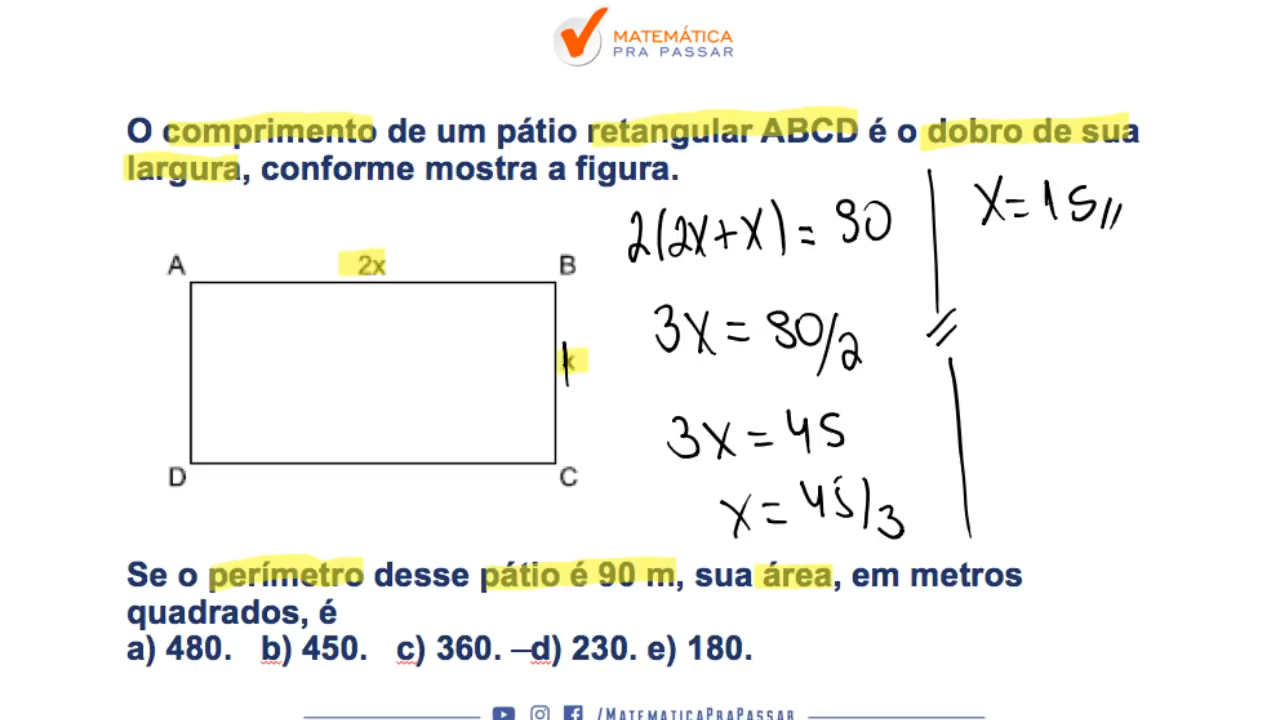 MATEMÁTICA
PRA PASSAR
O comprimento de um pátio retangular ABCD é o dobro de sua
largura, conforme mostra a figura.
A 2x B
x
D C
2(2x+x) = 90
3x = 90/2
3x = 45
x = 45/3
x = 15//
Se o perímetro desse pátio é 90 m, sua área, em metros
quadrados, é
a) 480. b) 450. c) 360. –d) 230. e) 180.
/MatematicaPraPassar